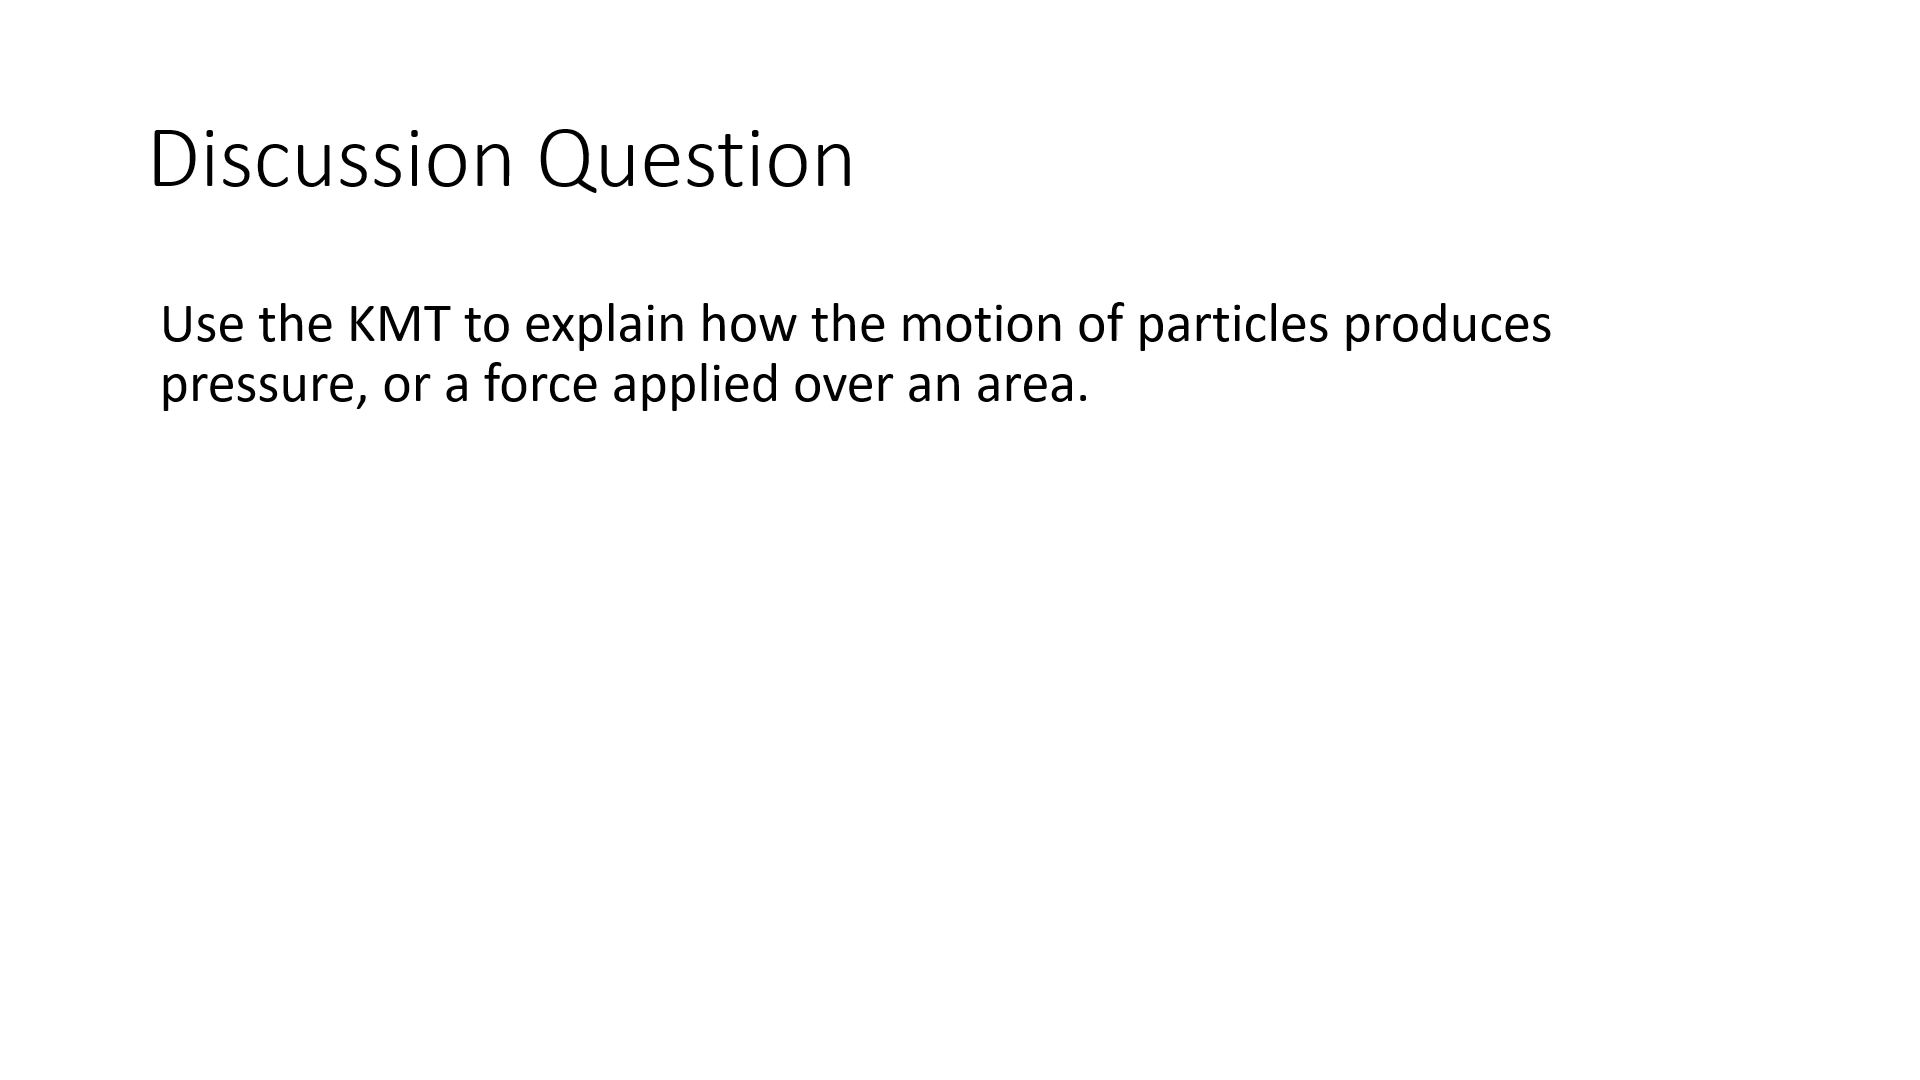 Discussion Question
Use the KMT to explain how the motion of particles produces
pressure, or a force applied over an area.